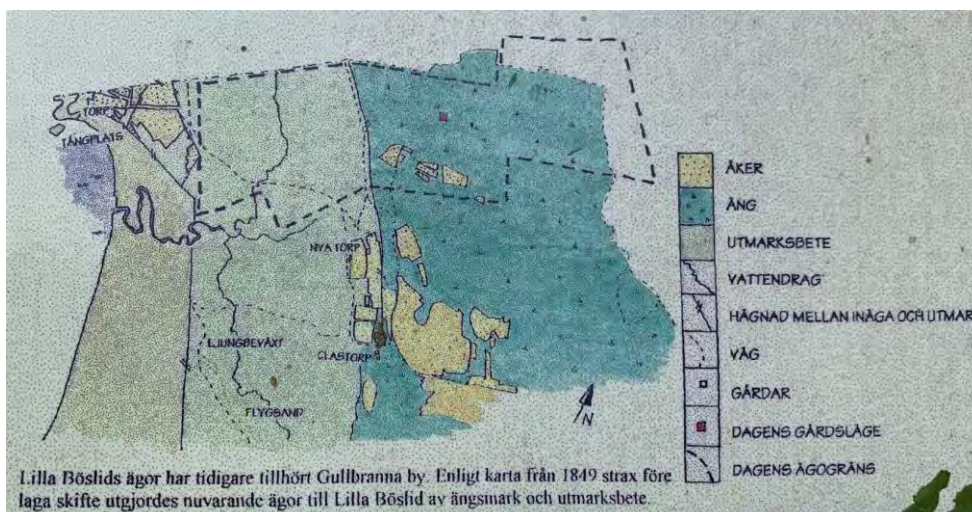 TORP
TÅNGPLATS
NYA TORP
LJUNGBEVÄXT
CLASTORP
FLYGSAND
N
ÅKER
ÄNG
UTMARKSBETE
VATTENDRAG
HÄGNAD MELLAN INÄGA OCH UTMAR
VÄG
GÅRDAR
DAGENS GÅRDSLÄGE
DAGENS ÄGOGRÄNS
Lilla Böslids ägor har tidigare tillhört Gullbranna by. Enligt karta från 1849 strax före
laga skifte utgjordes nuvarande ägor till Lilla Böslid av ängsmark och utmarksbete.